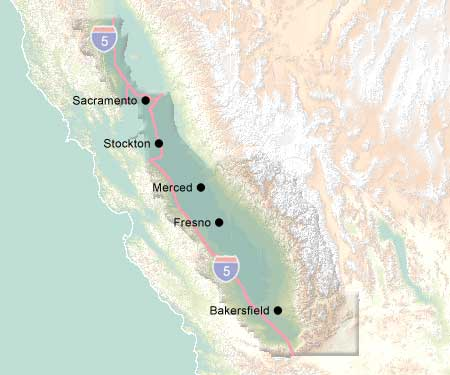 5
Sacramento
Stockton
Merced
Fresno
5
Bakersfield